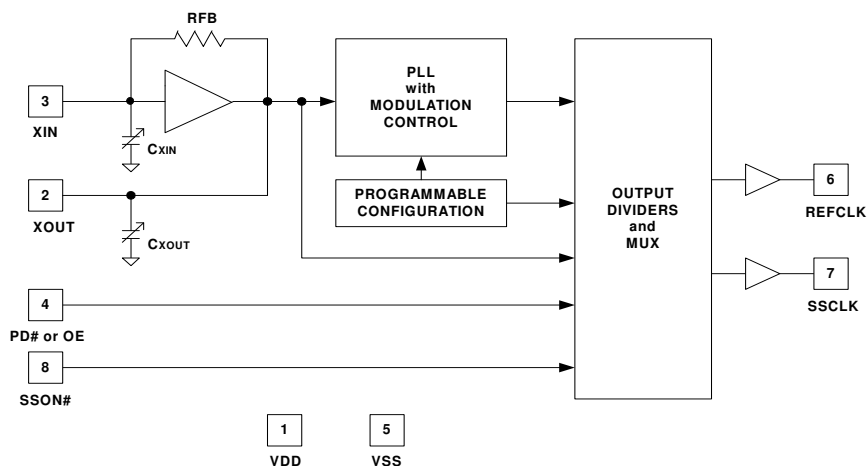 RFB
3
XIN
CXIN
2
XOUT
CXOUT
PLL
with
MODULATION
CONTROL
PROGRAMMABLE
CONFIGURATION
OUTPUT
DIVIDERS
and
MUX
6
REFCLK
7
SSCLK
4
PD# or OE
8
SSON#
1
VDD
5
VSS